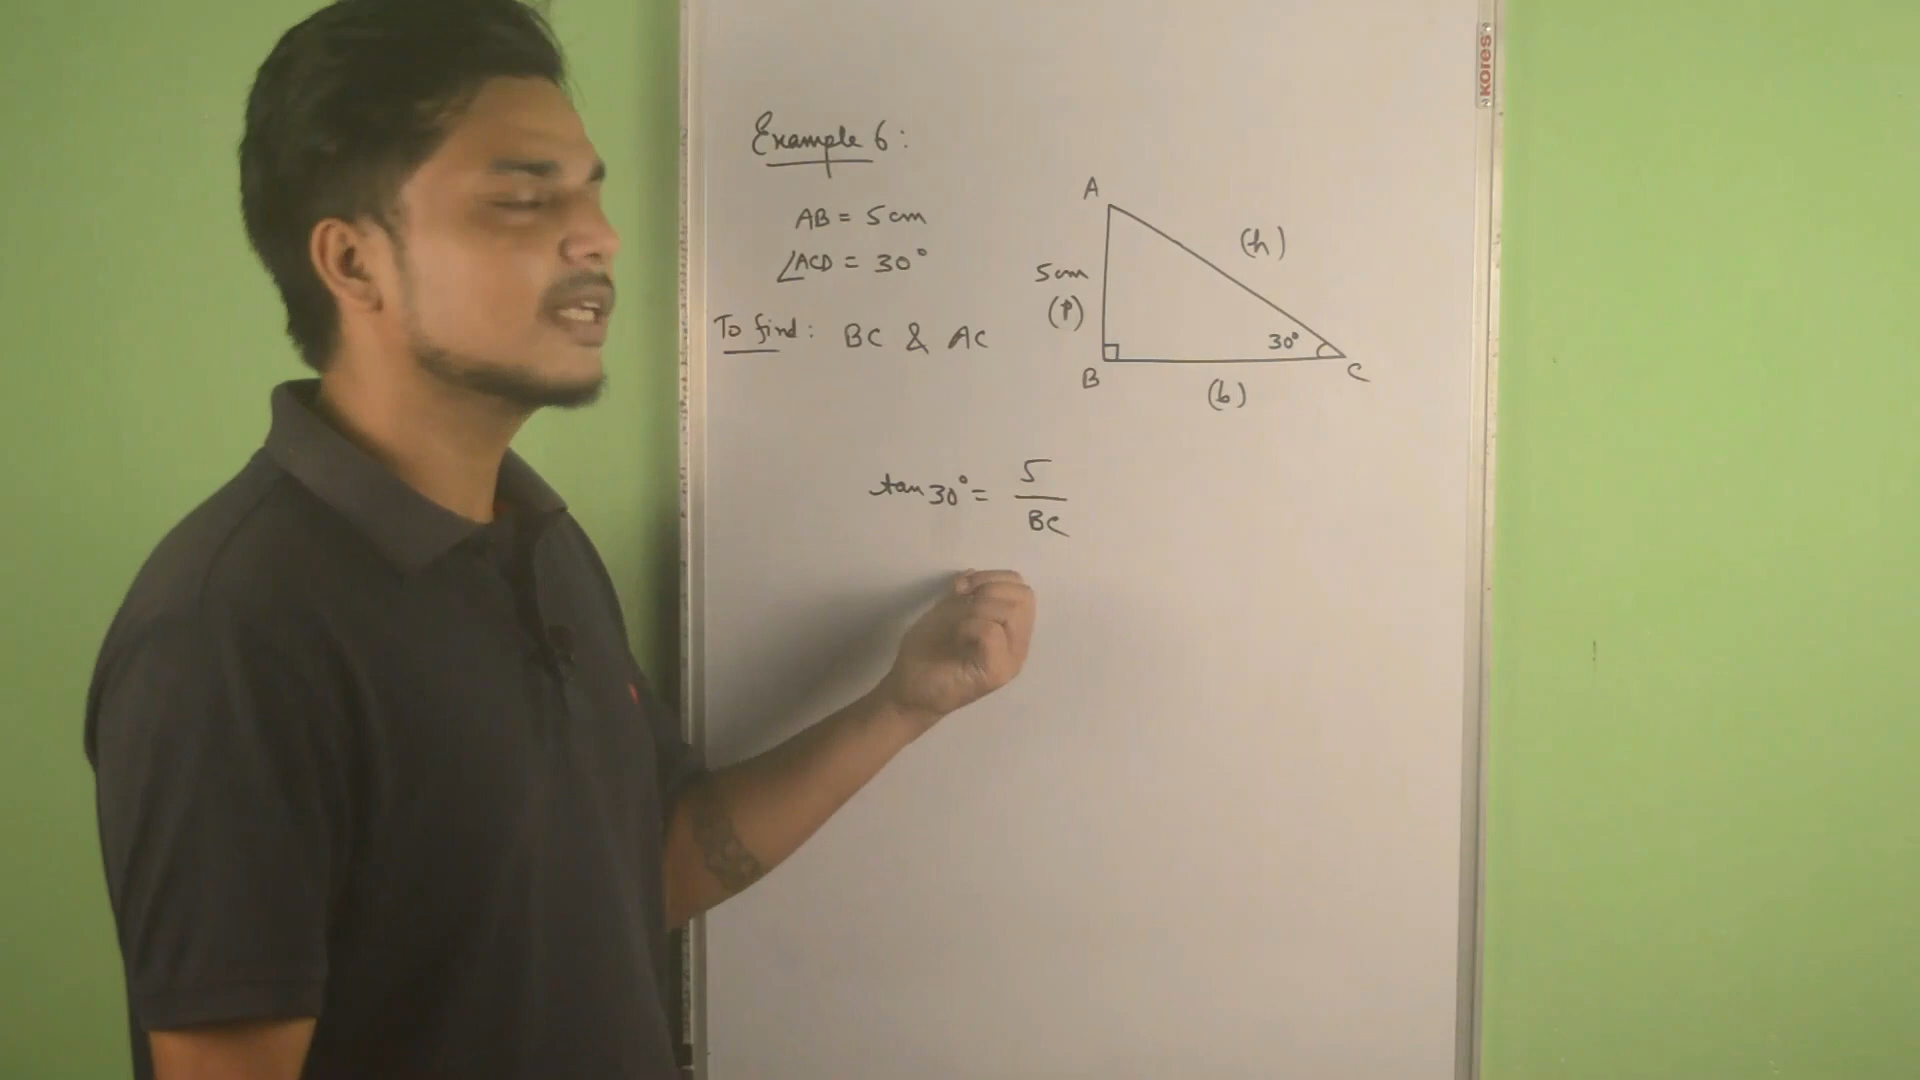 Example 6:
AB = 5cm
∠ACD = 30°
To find: BC & AC
A
(h)
5cm
(p)
30°
B
C
(b)
tan 30° = 5/BC
kores